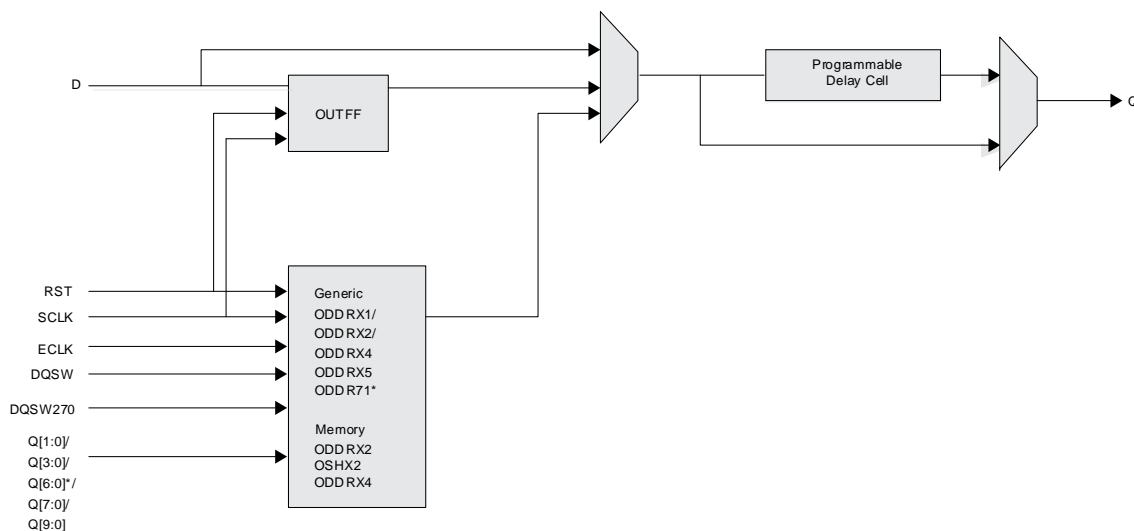 Programmable
Delay Cell
D
OUTFF
Q
RST
SCLK
ECLK
DQSW
DQSW270
Q[1:0]/
Q[3:0]/
Q[6:0]*/
Q[7:0]/
Q[9:0]
Generic
ODDRX1/
ODDRX2/
ODDRX4
ODDRX5
ODDR71*
Memory
ODDRX2
OSHX2
ODDRX4